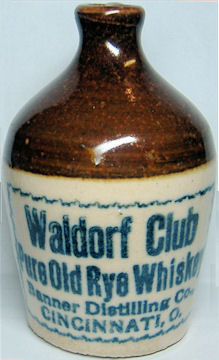 Waldorf Club
Pure Old Rye Whiskey
Banner Distilling Co.,
CINCINNATI, O.